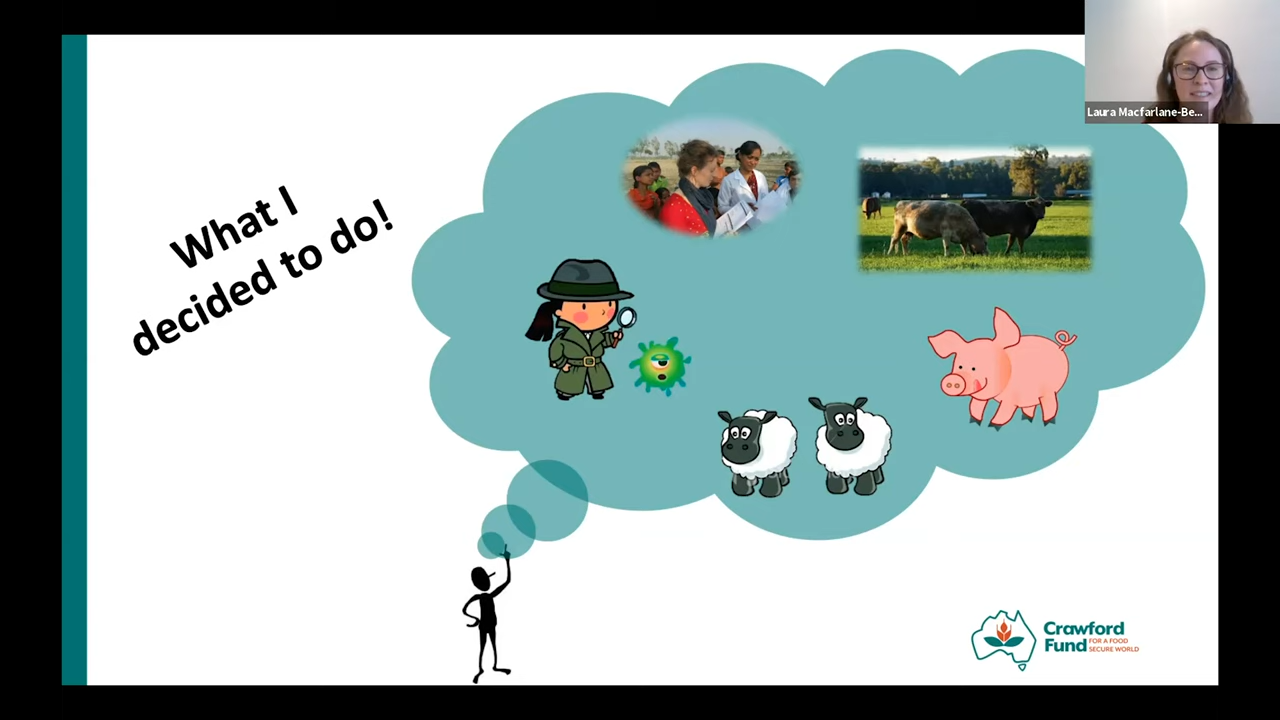 What I
decided to do!
Laura Macfarlane-Be...
Crawford
Fund
FOR A FOOD
SECURE WORLD